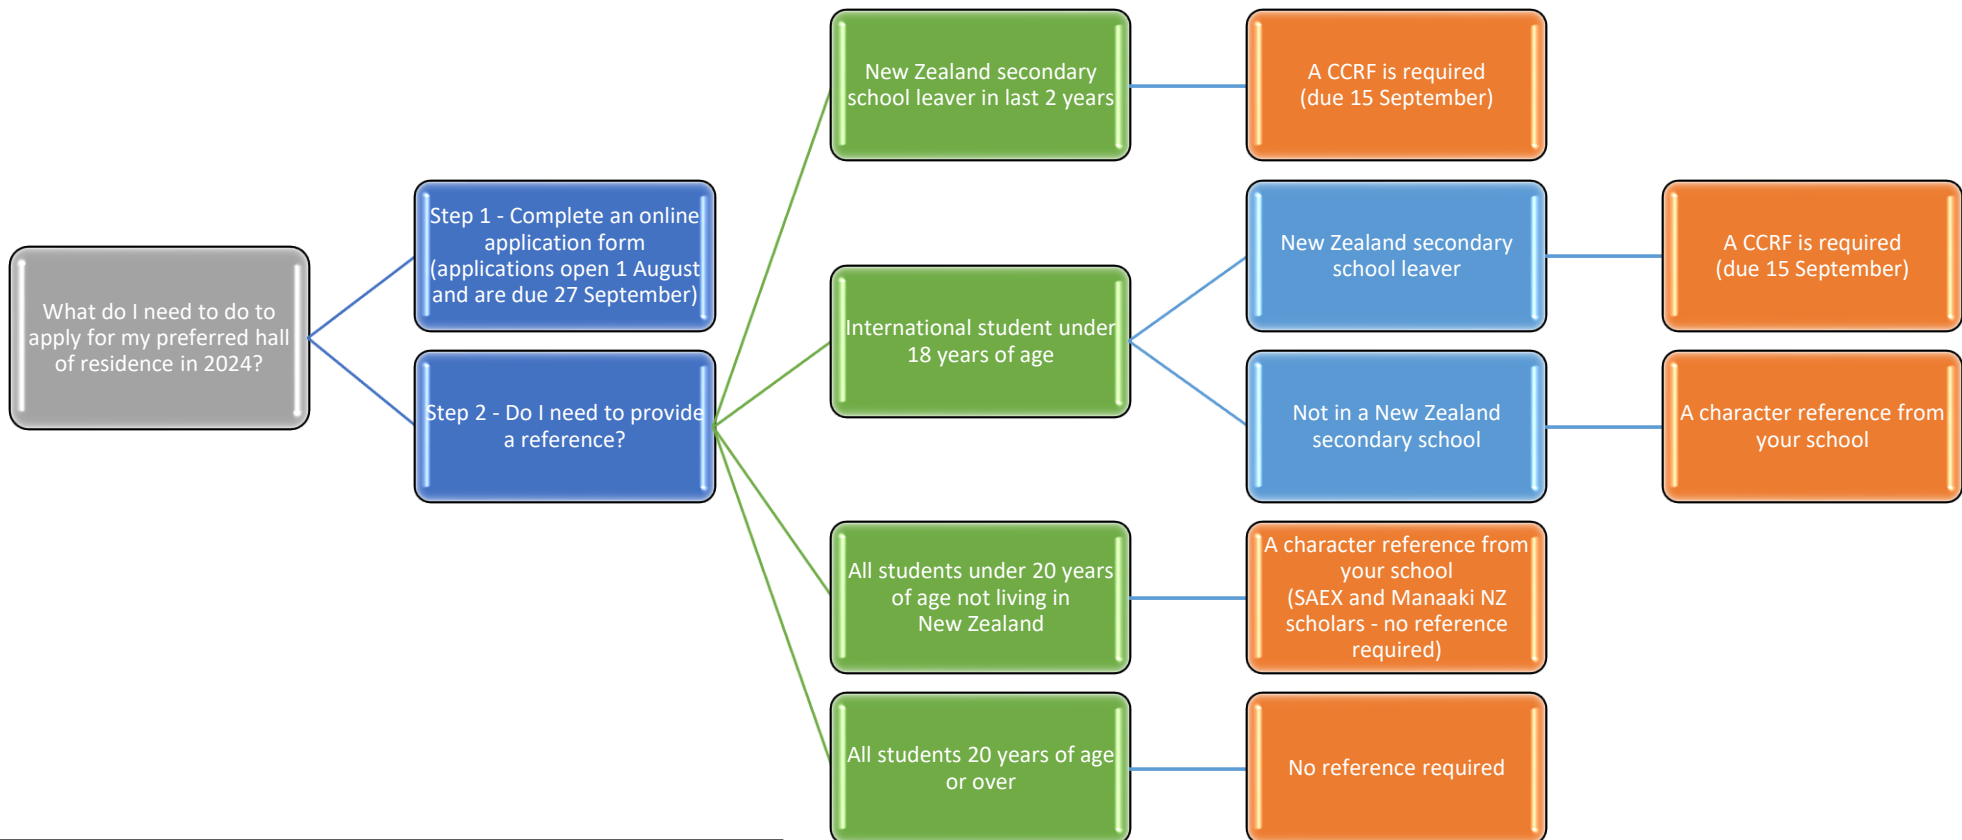 What do I need to do to
apply for my preferred hall
of residence in 2024?
Step 1 - Complete an online
application form
(applications open 1 August
and are due 27 September)
Step 2 - Do I need to provide
a reference?
New Zealand secondary
school leaver in last 2 years
A CCRF is required
(due 15 September)
International student under
18 years of age
New Zealand secondary
school leaver
A CCRF is required
(due 15 September)
Not in a New Zealand
secondary school
A character reference from
your school
All students under 20 years
of age not living in
New Zealand
A character reference from
your school
(SAEX and Manaaki NZ
scholars - no reference
required)
All students 20 years of age
or over
No reference required